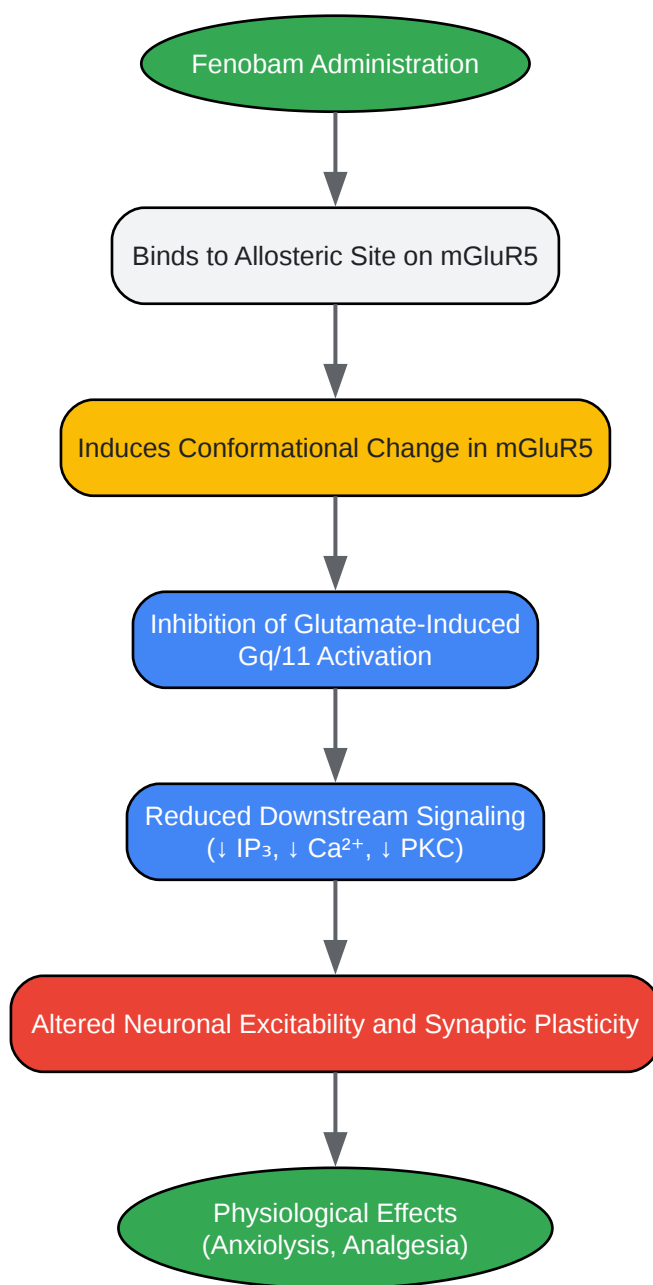 Fenobam Administration
Binds to Allosteric Site on mGluR5
Induces Conformational Change in mGluR5
Inhibition of Glutamate-Induced
Gq/11 Activation
Reduced Downstream Signaling
(↓ IP₃, ↓ Ca²⁺, ↓ PKC)
Altered Neuronal Excitability and Synaptic Plasticity
Physiological Effects
(Anxiolysis, Analgesia)